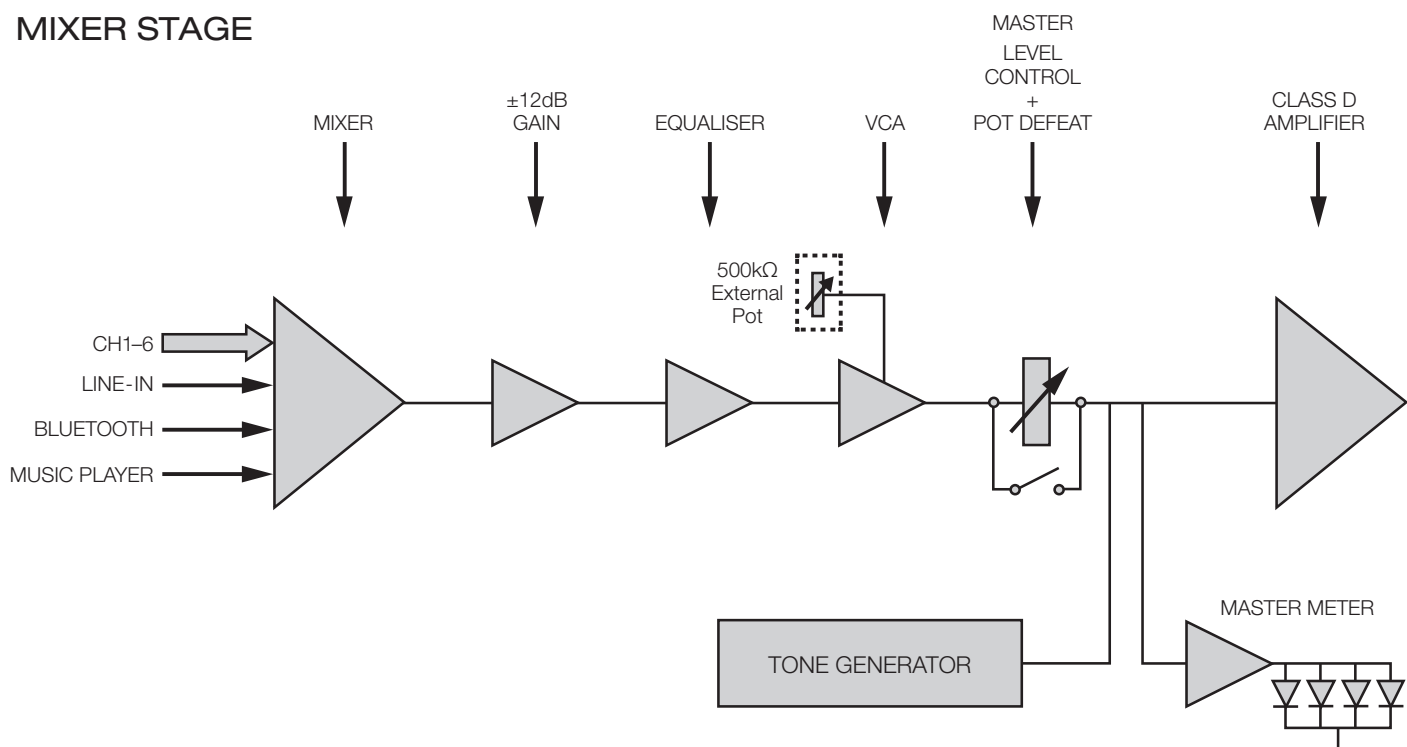 MIXER STAGE
MIXER
±12dB
GAIN
EQUALISER
VCA
MASTER
LEVEL
CONTROL
+
POT DEFEAT
CLASS D
AMPLIFIER
500kΩ
External
Pot
CH1–6
LINE-IN
BLUETOOTH
MUSIC PLAYER
TONE GENERATOR
MASTER METER